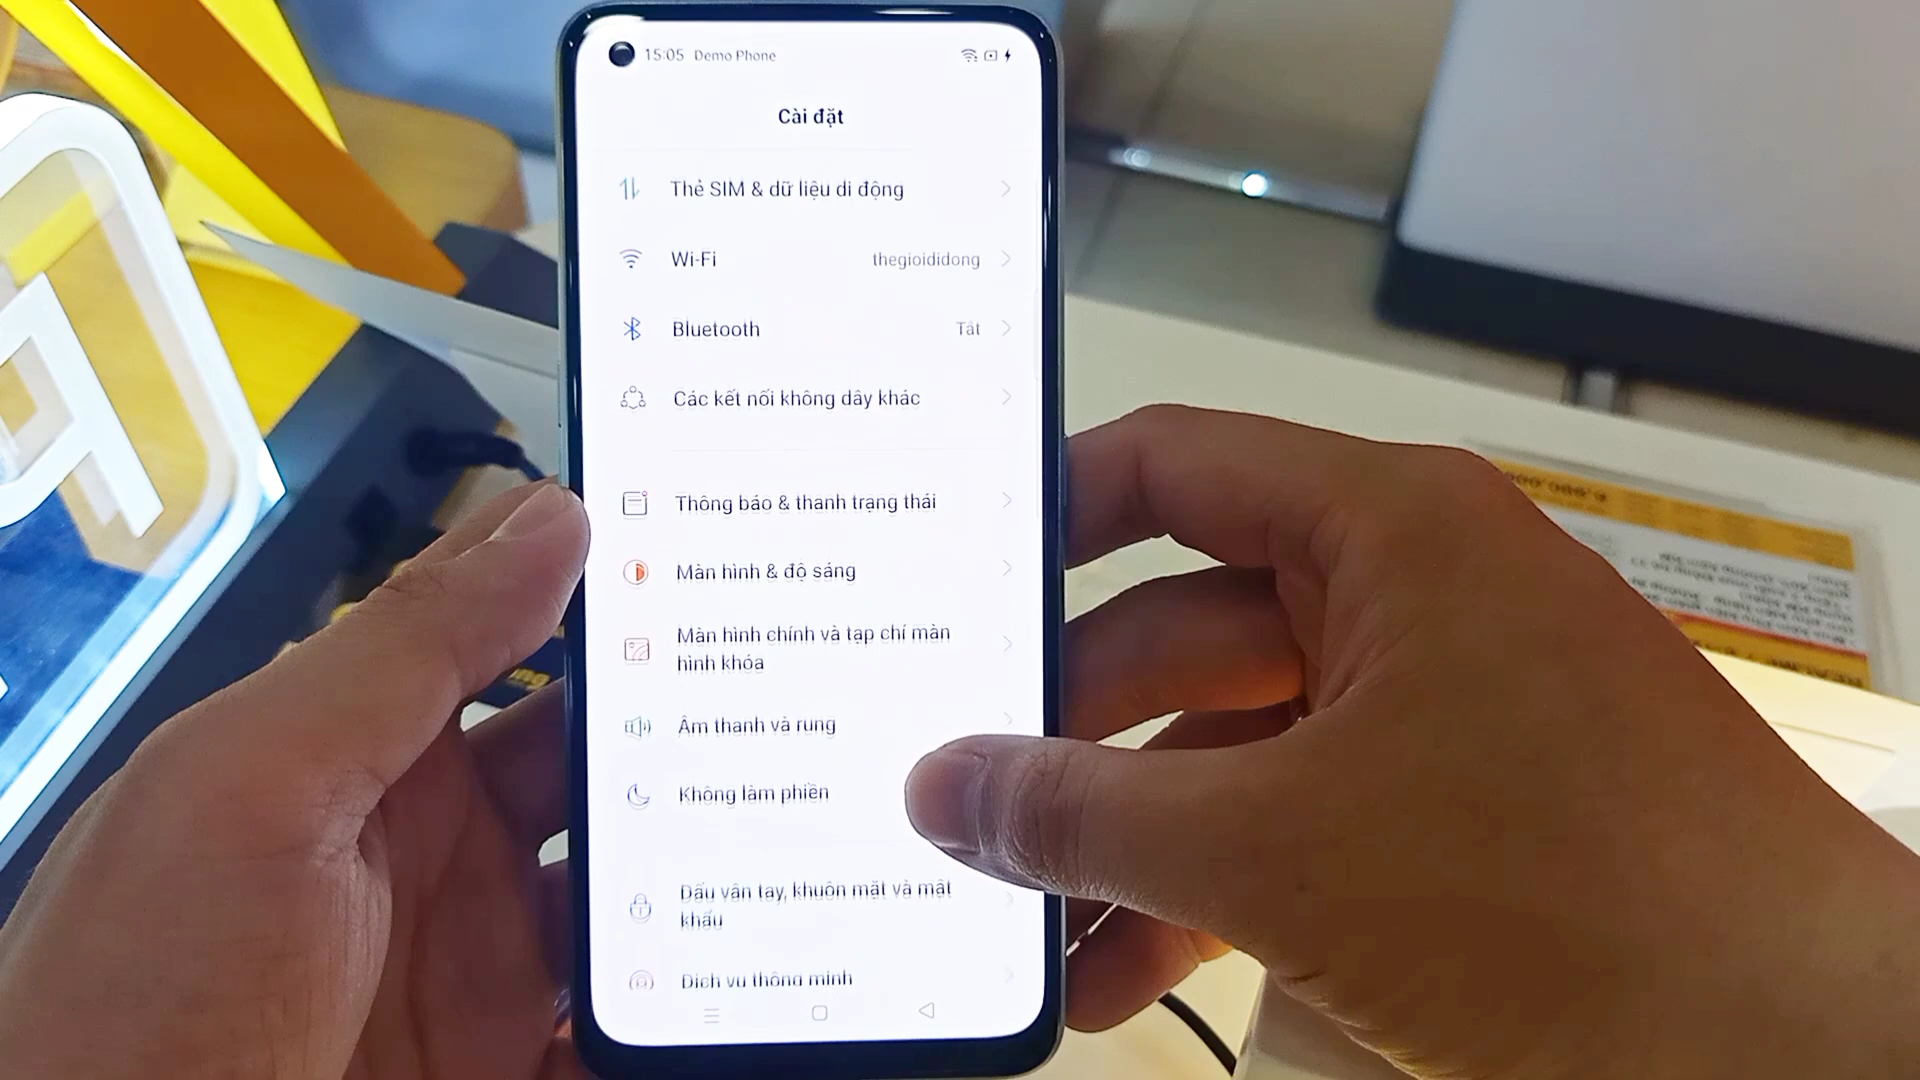 15:05 Demo Phone
Cài đặt
Thẻ SIM & dữ liệu di động
Wi-Fi thegioididong
Bluetooth Tắt
Các kết nối không dây khác
Thông báo & thanh trạng thái
Màn hình & độ sáng
Màn hình chính và tạp chí màn
hình khóa
Âm thanh và rung
Không làm phiền
Dấu vân tay, khuôn mặt và mật
khẩu
Dịch vụ thông minh